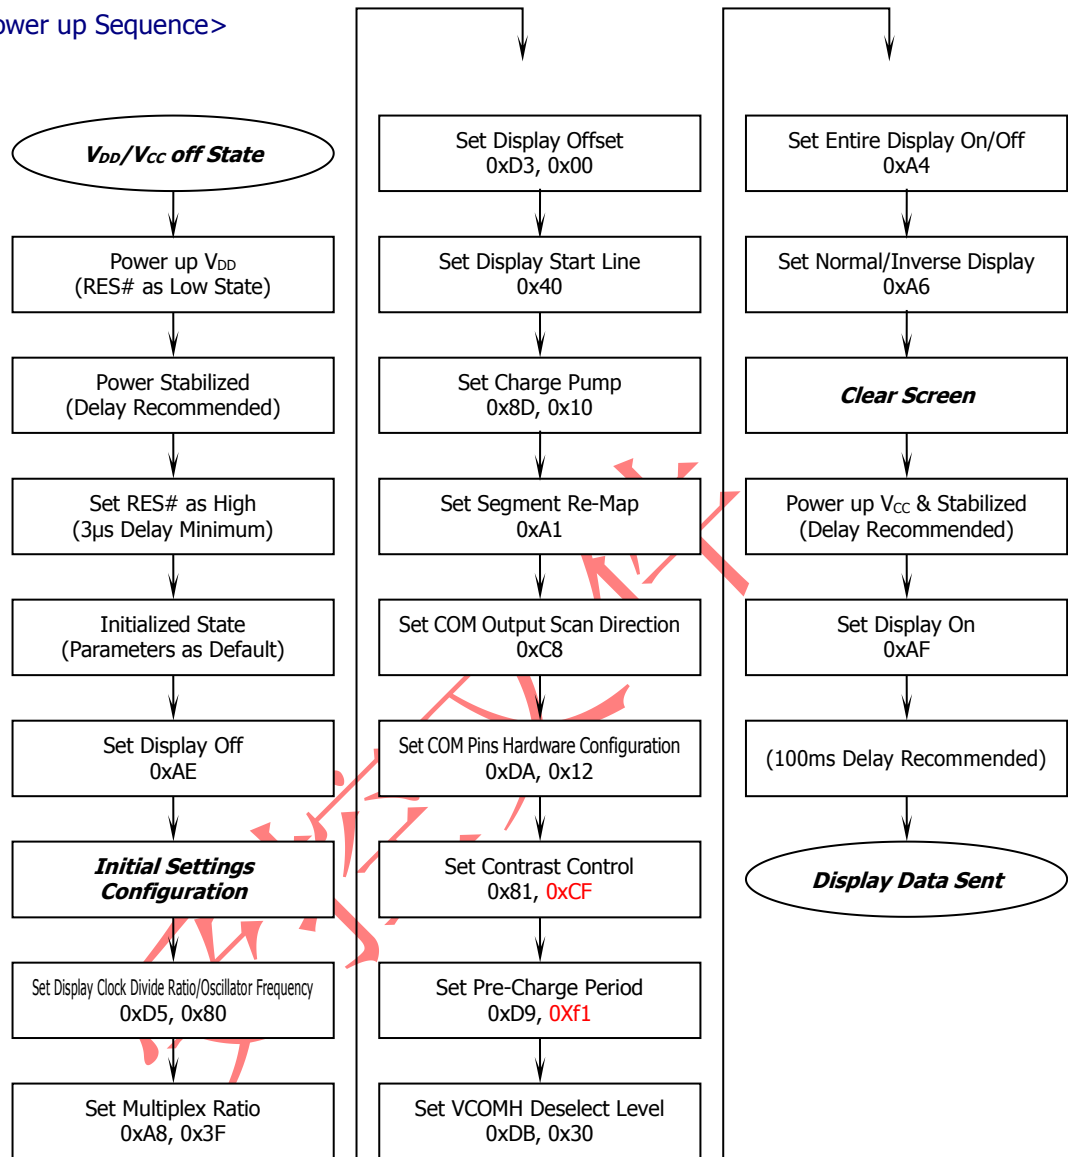 ower up Sequence>
VDD/VCC off State
Power up VDD
(RES# as Low State)
Power Stabilized
(Delay Recommended)
Set RES# as High
(3μs Delay Minimum)
Initialized State
(Parameters as Default)
Set Display Off
0xAE
Initial Settings
Configuration
Set Display Clock Divide Ratio/Oscillator Frequency
0xD5, 0x80
Set Multiplex Ratio
0xA8, 0x3F
Set Display Offset
0xD3, 0x00
Set Display Start Line
0x40
Set Charge Pump
0x8D, 0x10
Set Segment Re-Map
0xA1
Set COM Output Scan Direction
0xC8
Set COM Pins Hardware Configuration
0xDA, 0x12
Set Contrast Control
0x81, 0xCF
Set Pre-Charge Period
0xD9, 0Xf1
Set VCOMH Deselect Level
0xDB, 0x30
Set Entire Display On/Off
0xA4
Set Normal/Inverse Display
0xA6
Clear Screen
Power up VCC & Stabilized
(Delay Recommended)
Set Display On
0xAF
(100ms Delay Recommended)
Display Data Sent